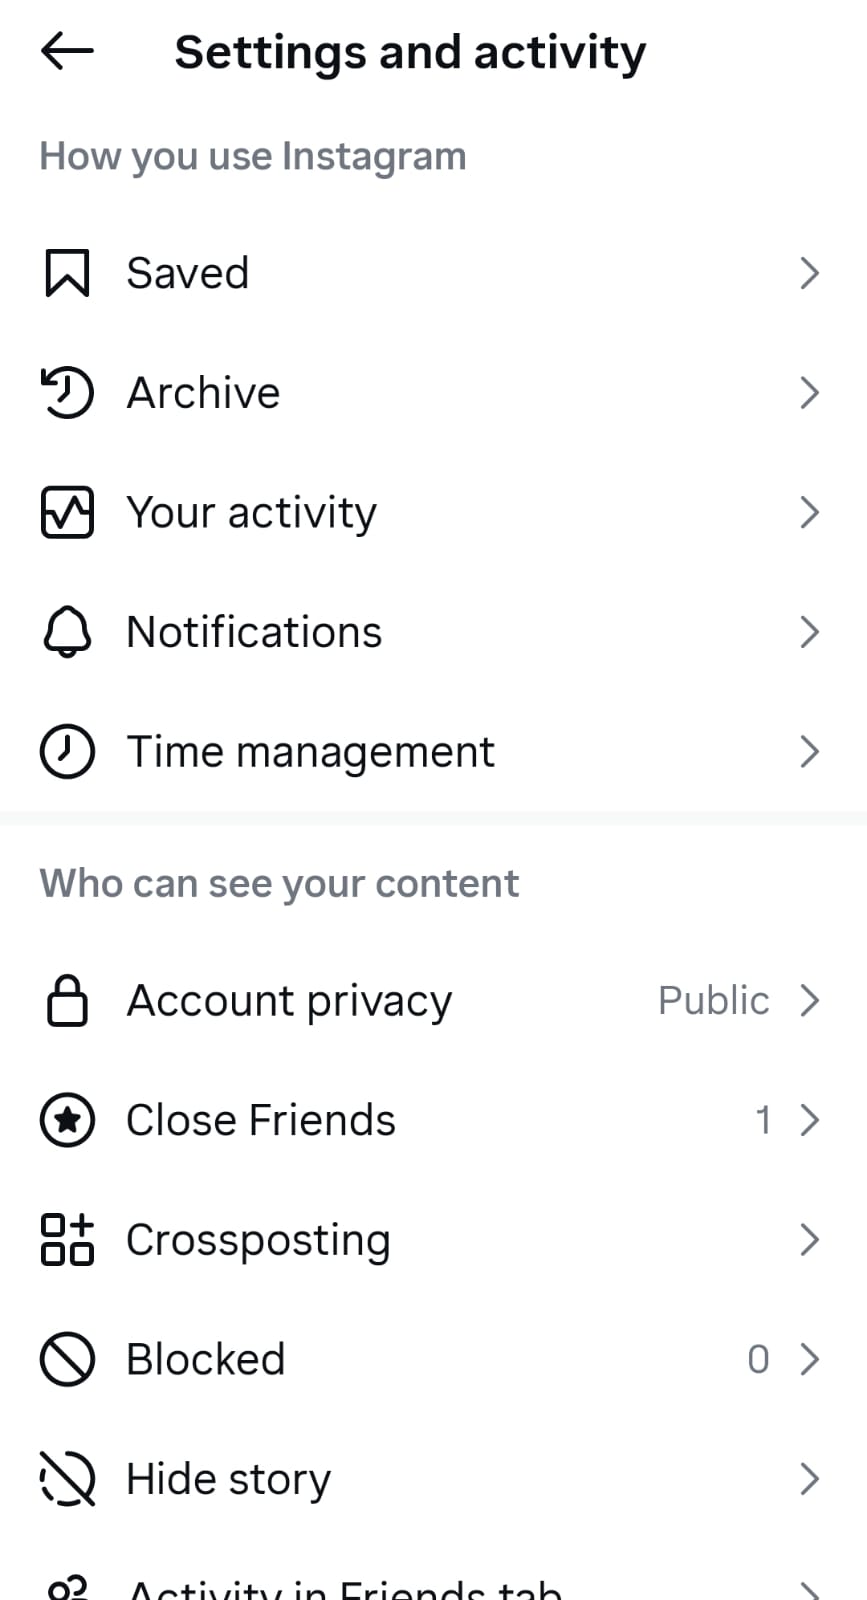 Settings and activity
How you use Instagram
Saved
Archive
Your activity
Notifications
Time management
Who can see your content
Account privacy Public
Close Friends 1
Crossposting
Blocked 0
Hide story
Activity in Friends tab